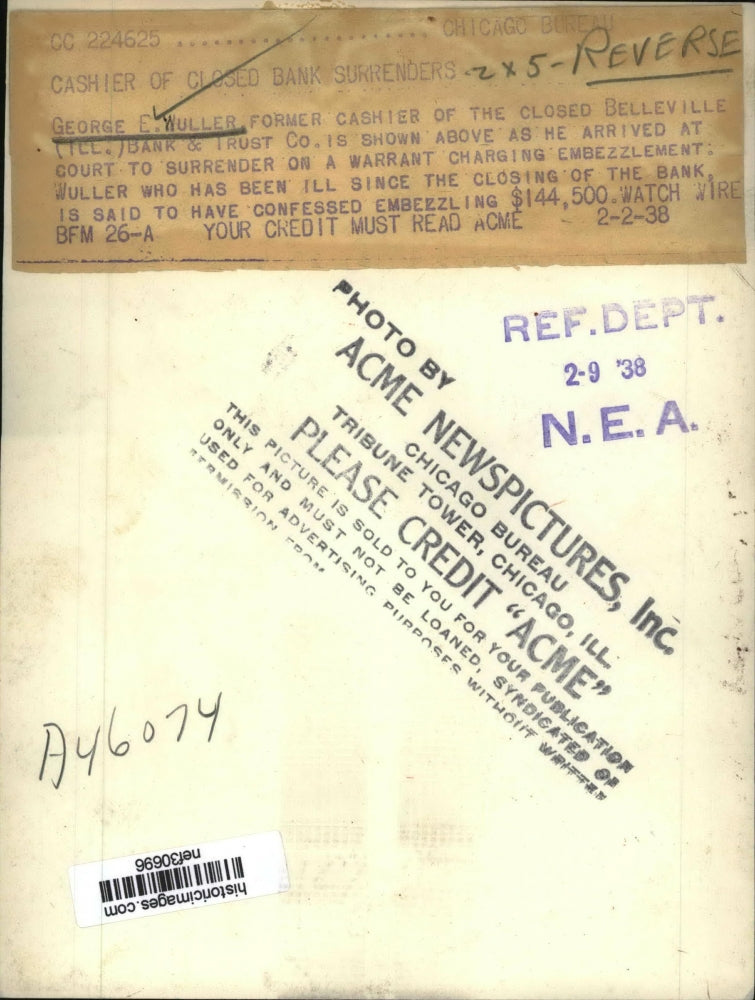 CC 224625 .......................... CHICAGO BUREAU
CASHIER OF CLOSED BANK SURRENDERS - 2 x 5 - REVERSE
GEORGE E. WULLER, FORMER CASHIER OF THE CLOSED BELLEVILLE
(ILL.) BANK & TRUST CO. IS SHOWN ABOVE AS HE ARRIVED AT
COURT TO SURRENDER ON A WARRANT CHARGING EMBEZZLEMENT.
WULLER WHO HAS BEEN ILL SINCE THE CLOSING OF THE BANK,
IS SAID TO HAVE CONFESSED EMBEZZLING $144,500. WATCH WIRE
BFM 26-A YOUR CREDIT MUST READ ACME 2-2-38
REF. DEPT.
2-9 '38
N.E.A.
PHOTO BY
ACME NEWSPICTURES, Inc.
CHICAGO BUREAU
TRIBUNE TOWER, CHICAGO, ILL.
PLEASE CREDIT "ACME"
THIS PICTURE IS SOLD TO YOU FOR YOUR PUBLICATION
ONLY AND MUST NOT BE LOANED, SYNDICATED OR
USED FOR ADVERTISING PURPOSES WITHOUT WRITTEN
PERMISSION FROM
A46074
historicimages.com
nef30696